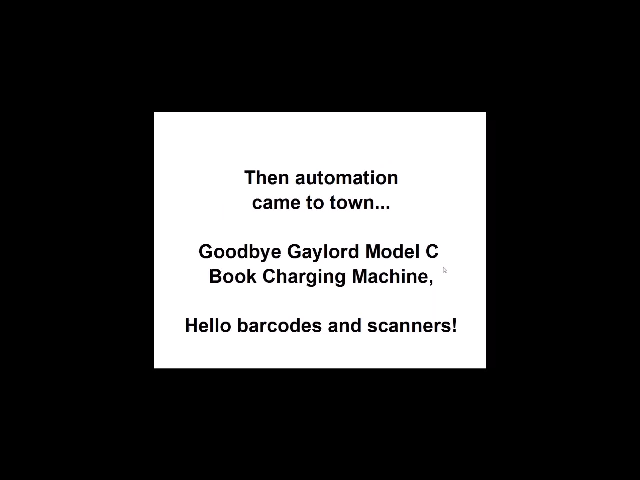 Then automation
came to town...
Goodbye Gaylord Model C
Book Charging Machine,
Hello barcodes and scanners!